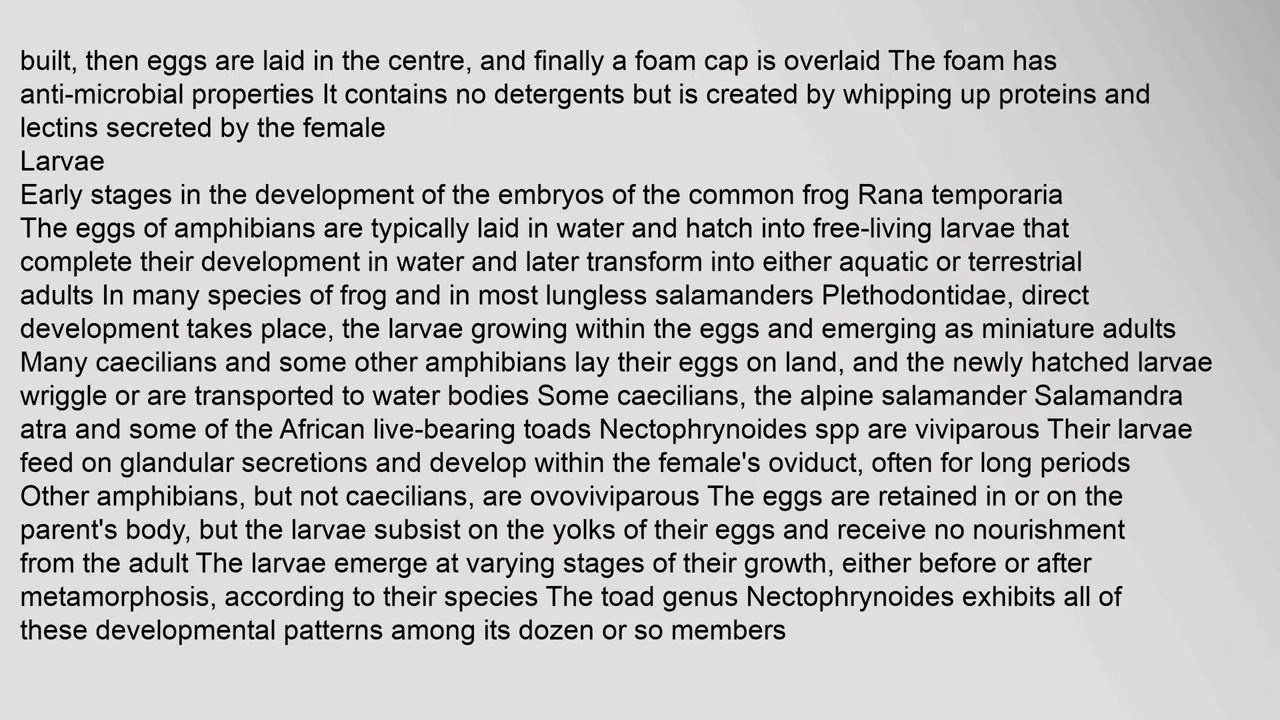 built, then eggs are laid in the centre, and finally a foam cap is overlaid The foam has
anti-microbial properties It contains no detergents but is created by whipping up proteins and
lectins secreted by the female
Larvae
Early stages in the development of the embryos of the common frog Rana temporaria
The eggs of amphibians are typically laid in water and hatch into free-living larvae that
complete their development in water and later transform into either aquatic or terrestrial
adults In many species of frog and in most lungless salamanders Plethodontidae, direct
development takes place, the larvae growing within the eggs and emerging as miniature adults
Many caecilians and some other amphibians lay their eggs on land, and the newly hatched larvae
wriggle or are transported to water bodies Some caecilians, the alpine salamander Salamandra
atra and some of the African live-bearing toads Nectophrynoides spp are viviparous Their larvae
feed on glandular secretions and develop within the female's oviduct, often for long periods
Other amphibians, but not caecilians, are ovoviviparous The eggs are retained in or on the
parent's body, but the larvae subsist on the yolks of their eggs and receive no nourishment
from the adult The larvae emerge at varying stages of their growth, either before or after
metamorphosis, according to their species The toad genus Nectophrynoides exhibits all of
these developmental patterns among its dozen or so members